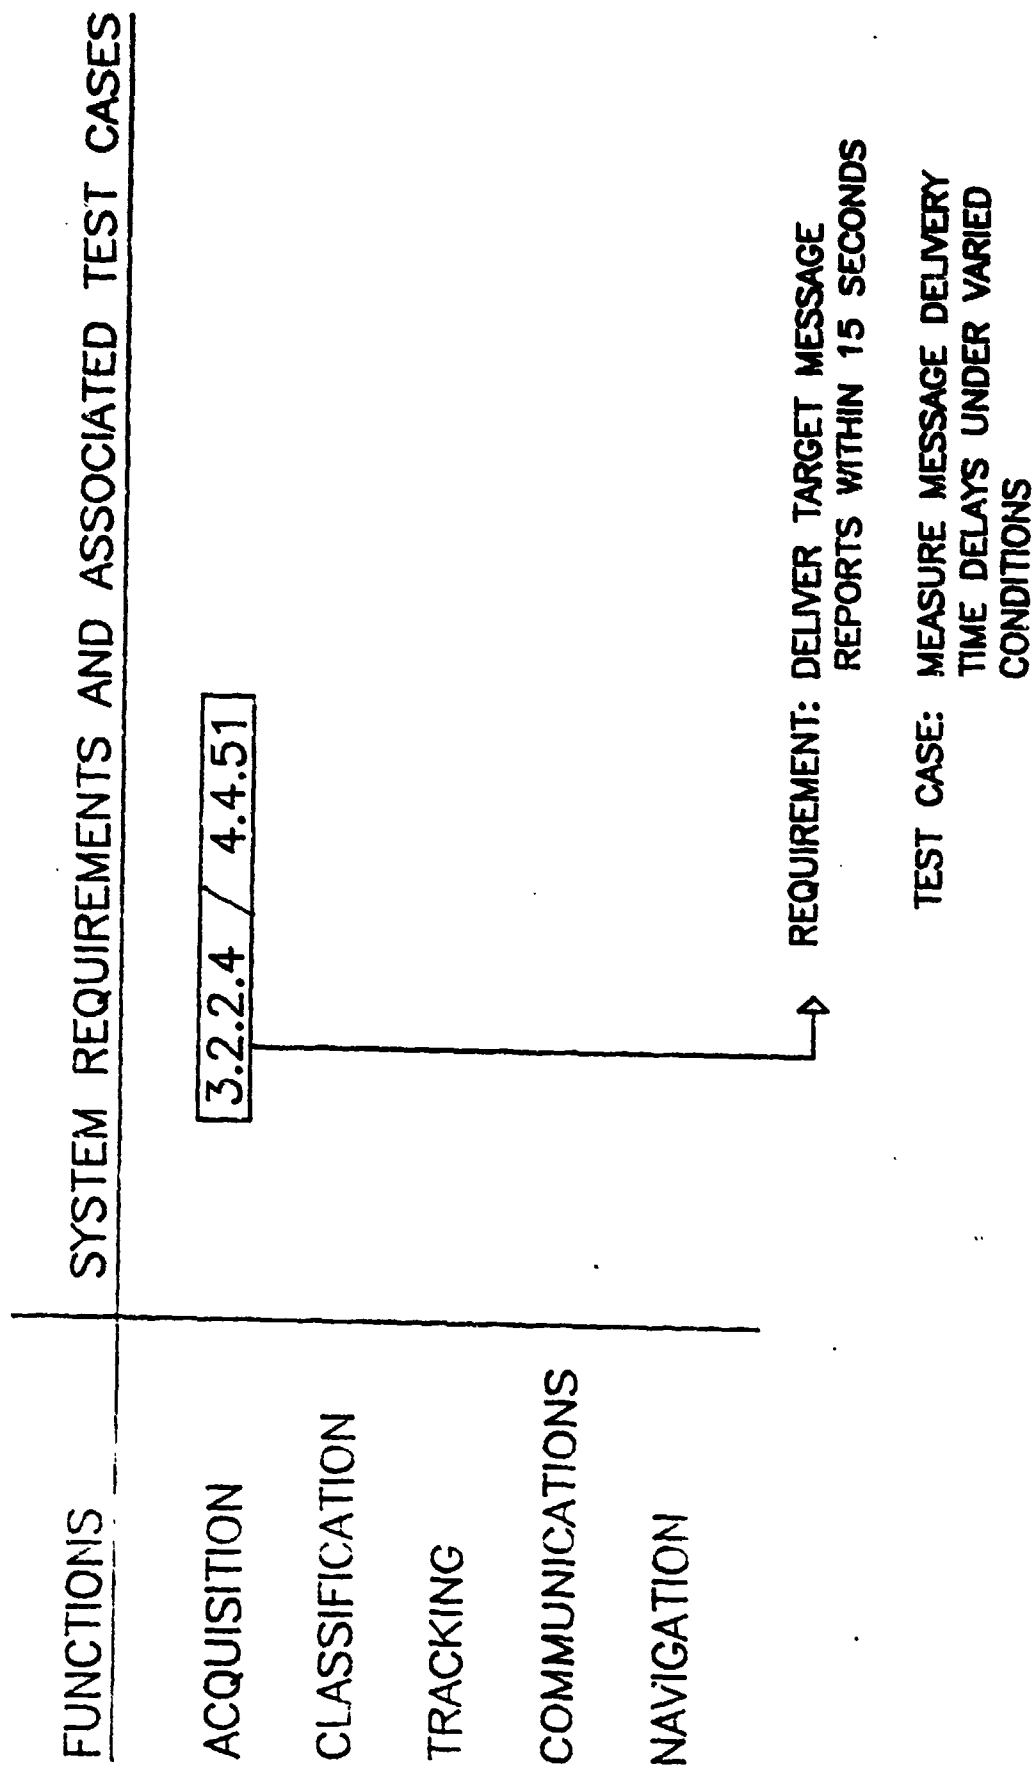 FUNCTIONS
SYSTEM REQUIREMENTS AND ASSOCIATED TEST CASES
ACQUISITION
3.2.2.4 / 4.4.51
CLASSIFICATION
TRACKING
COMMUNICATIONS
NAVIGATION
REQUIREMENT: DELIVER TARGET MESSAGE
REPORTS WITHIN 15 SECONDS
TEST CASE: MEASURE MESSAGE DELIVERY
TIME DELAYS UNDER VARIED
CONDITIONS